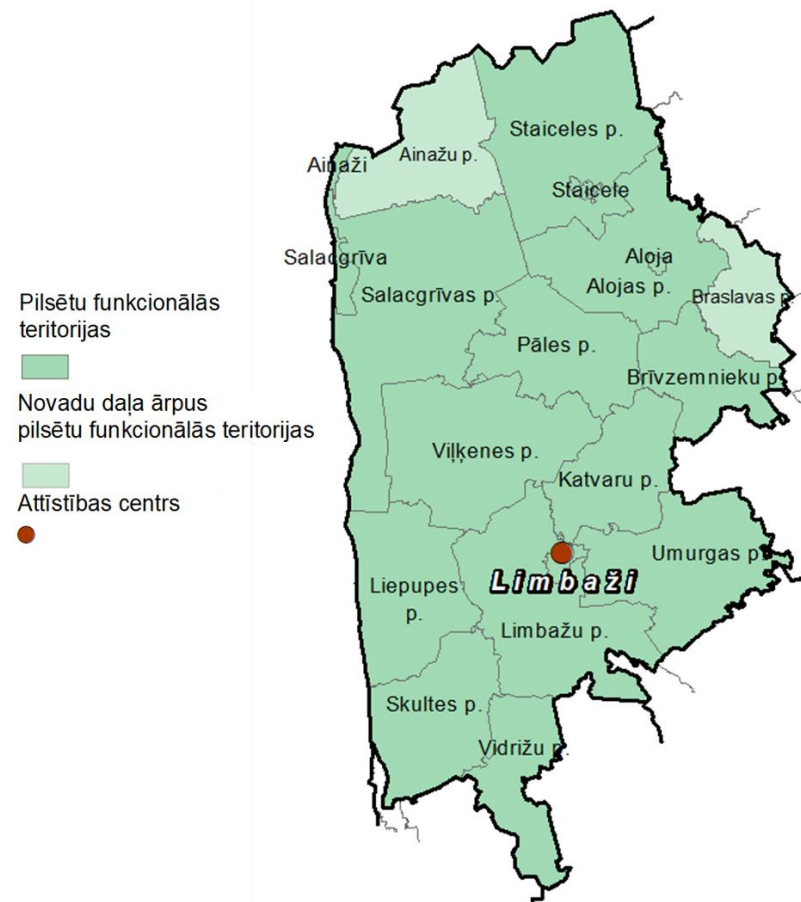 Pilsētu funkcionālās
teritorijas
Novadu daļa ārpus
pilsētu funkcionālās teritorijas
Attīstības centrs
Staiceles p.
Ainažu p.
Ainaži
Staicele
Salacgrīva
Aloja
Salacgrīvas p.
Alojas p.
Braslavas p.
Pāles p.
Brīvzemnieku p.
Viļķenes p.
Katvaru p.
Umurgas p.
Limbaži
Liepupes
p.
Limbažu p.
Skultes p.
Vidrižu p.